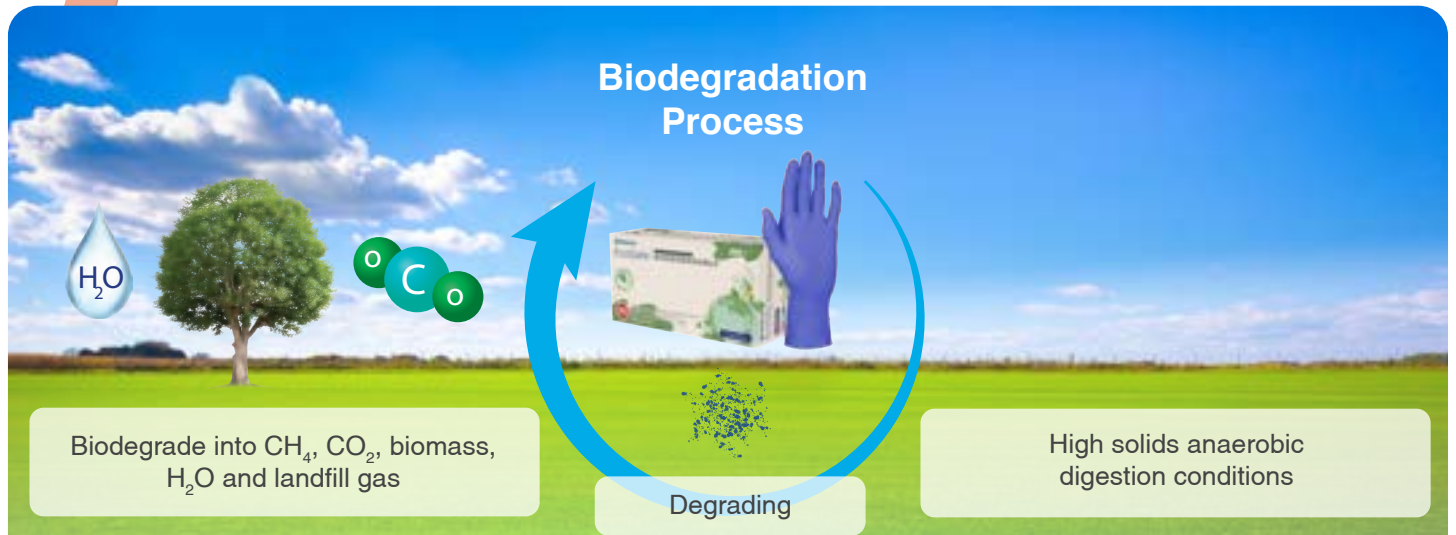 Biodegradation
Process
H₂O
O
C
O
Biodegrade into CH₄, CO₂, biomass,
H₂O and landfill gas
Degrading
High solids anaerobic
digestion conditions